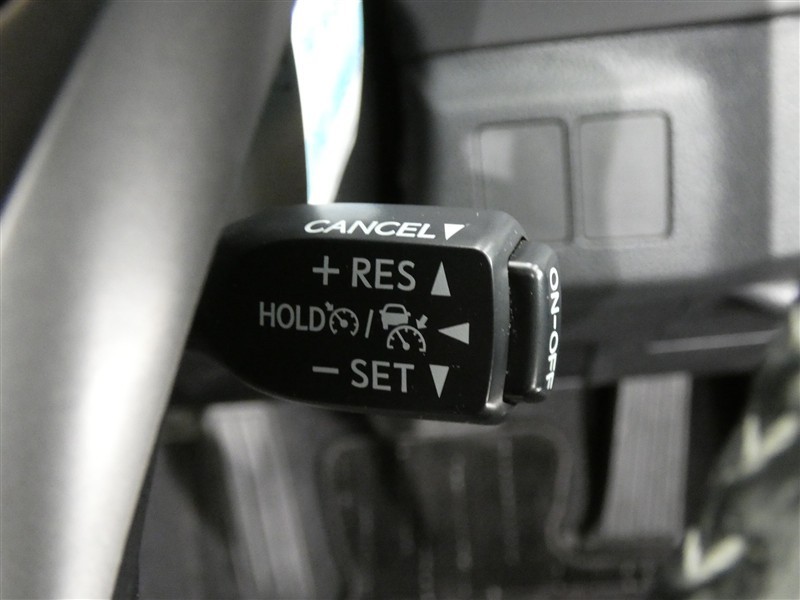 CANCEL▼
+ RES ▲
HOLD / ◀
− SET ▼
ON-OFF